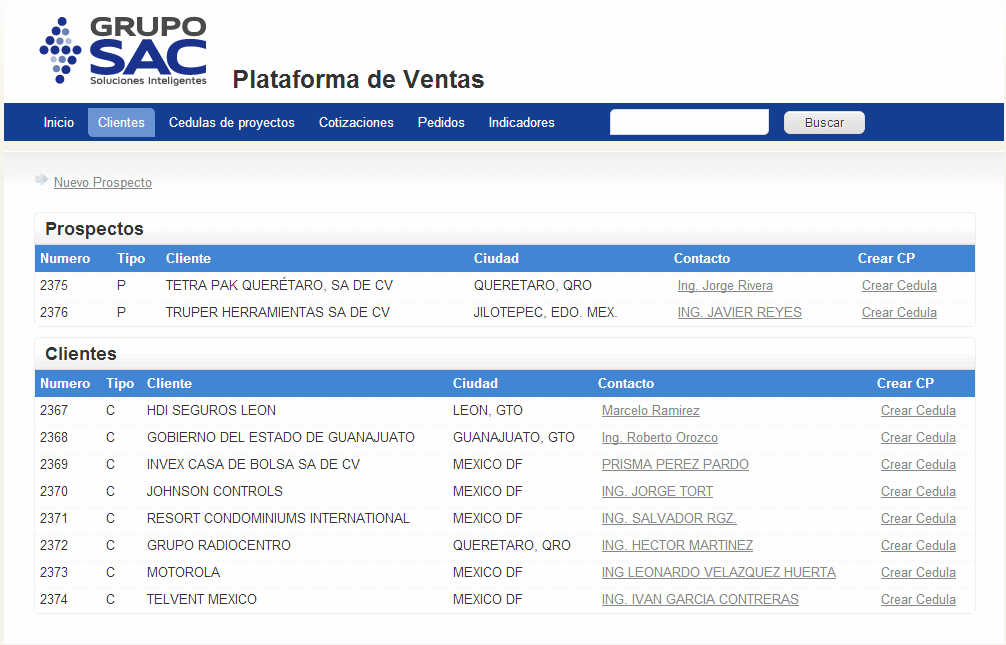 GRUPO
SAC
Soluciones Inteligentes
Plataforma de Ventas
Inicio Clientes Cedulas de proyectos Cotizaciones Pedidos Indicadores Buscar
Nuevo Prospecto
Prospectos
Numero Tipo Cliente Ciudad Contacto Crear CP
2375 P TETRA PAK QUERÉTARO, SA DE CV QUERETARO, QRO Ing. Jorge Rivera Crear Cedula
2376 P TRUPER HERRAMIENTAS SA DE CV JILOTEPEC, EDO. MEX. ING. JAVIER REYES Crear Cedula
Clientes
Numero Tipo Cliente Ciudad Contacto Crear CP
2367 C HDI SEGUROS LEON LEON, GTO Marcelo Ramirez Crear Cedula
2368 C GOBIERNO DEL ESTADO DE GUANAJUATO GUANAJUATO, GTO Ing. Roberto Orozco Crear Cedula
2369 C INVEX CASA DE BOLSA SA DE CV MEXICO DF PRISMA PEREZ PARDO Crear Cedula
2370 C JOHNSON CONTROLS MEXICO DF ING. JORGE TORT Crear Cedula
2371 C RESORT CONDOMINIUMS INTERNATIONAL MEXICO DF ING. SALVADOR RGZ. Crear Cedula
2372 C GRUPO RADIOCENTRO QUERETARO, QRO ING. HECTOR MARTINEZ Crear Cedula
2373 C MOTOROLA MEXICO DF ING LEONARDO VELAZQUEZ HUERTA Crear Cedula
2374 C TELVENT MEXICO MEXICO DF ING. IVAN GARCIA CONTRERAS Crear Cedula